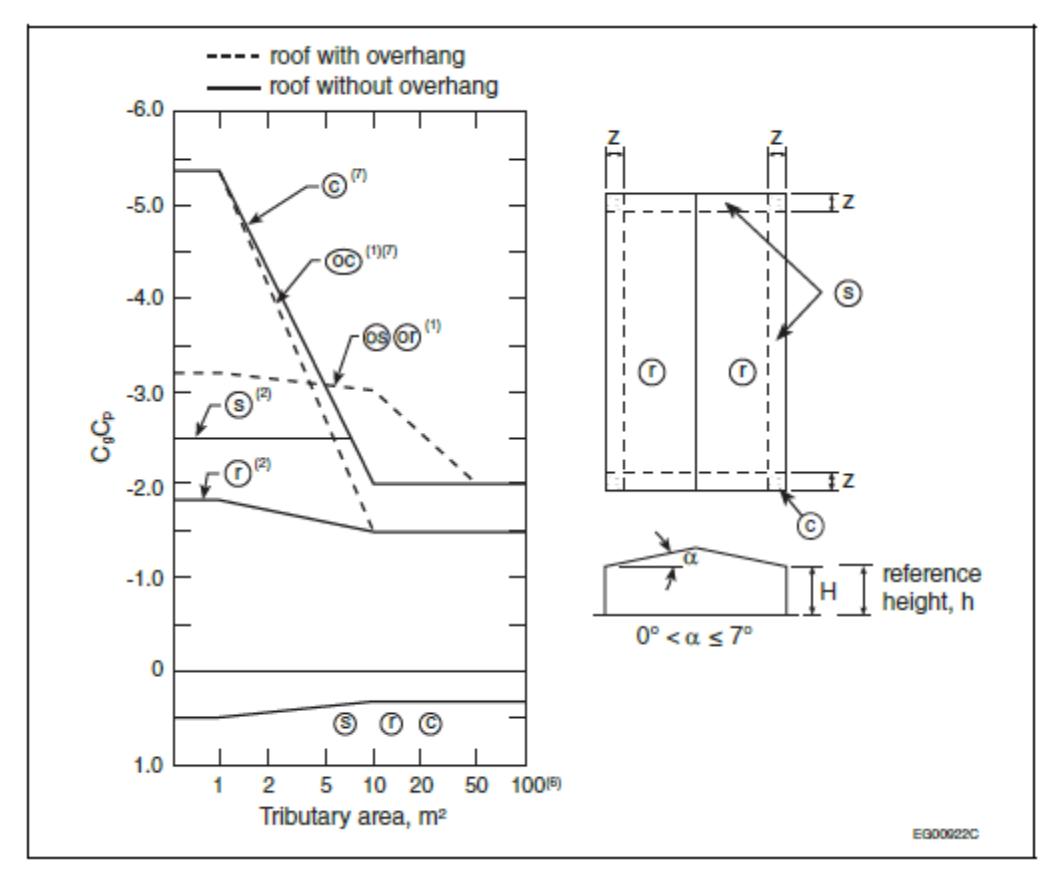 roof with overhang
roof without overhang
-6.0
-5.0
-4.0
-3.0
-2.0
-1.0
0
1.0
CgCp
c (7)
oc (1)(7)
os or (1)
s (2)
r (2)
s r c
1 2 5 10 20 50 100(6)
Tributary area, m²
z z
z
s
r r
z
c
α
H
reference
height, h
0° < α ≤ 7°
EG00922C